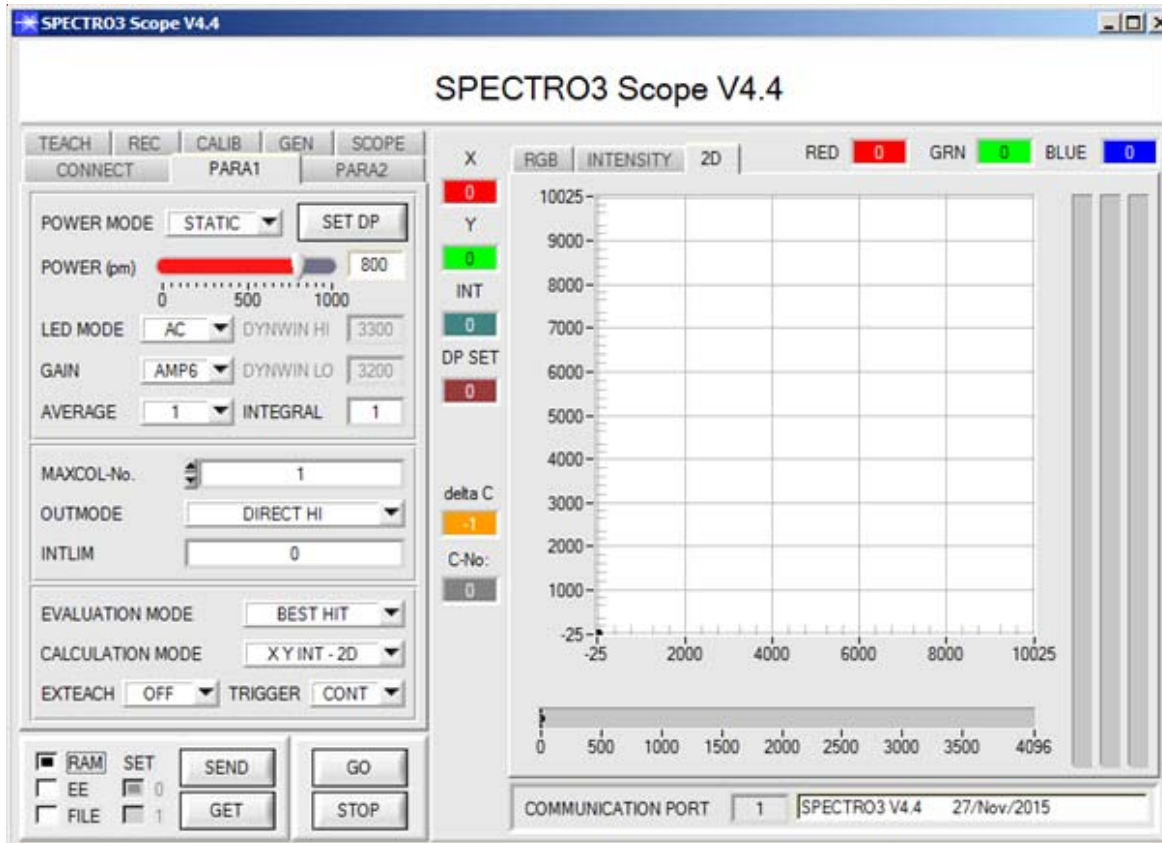 SPECTRO3 Scope V4.4
SPECTRO3 Scope V4.4
TEACH REC CALIB GEN SCOPE
CONNECT PARA1 PARA2
POWER MODE STATIC SET DP
POWER (pm) 800
0 500 1000
LED MODE AC DYNWIN HI 3300
GAIN AMP6 DYNWIN LO 3200
AVERAGE 1 INTEGRAL 1
MAXCOL-No. 1
OUTMODE DIRECT HI
INTLIM 0
EVALUATION MODE BEST HIT
CALCULATION MODE X Y INT - 2D
EXTEACH OFF TRIGGER CONT
RAM SET
EE 0
FILE 1
SEND
GET
GO
STOP
X
0
Y
0
INT
0
DP SET
0
delta C
-1
C-No:
0
RGB INTENSITY 2D
RED 0 GRN 0 BLUE 0
10025
9000
8000
7000
6000
5000
4000
3000
2000
1000
-25
-25 2000 4000 6000 8000 10025
0 500 1000 1500 2000 2500 3000 3500 4096
COMMUNICATION PORT 1 SPECTRO3 V4.4 27/Nov/2015